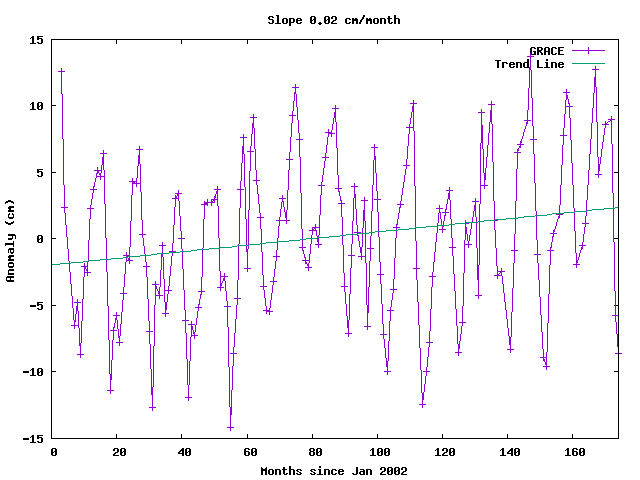 Slope 0.02 cm/month
GRACE
Trend Line
Anomaly (cm)
15
10
5
0
-5
-10
-15
0 20 40 60 80 100 120 140 160
Months since Jan 2002